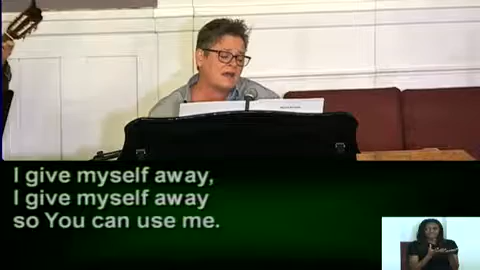 I give myself away,
I give myself away
so You can use me.